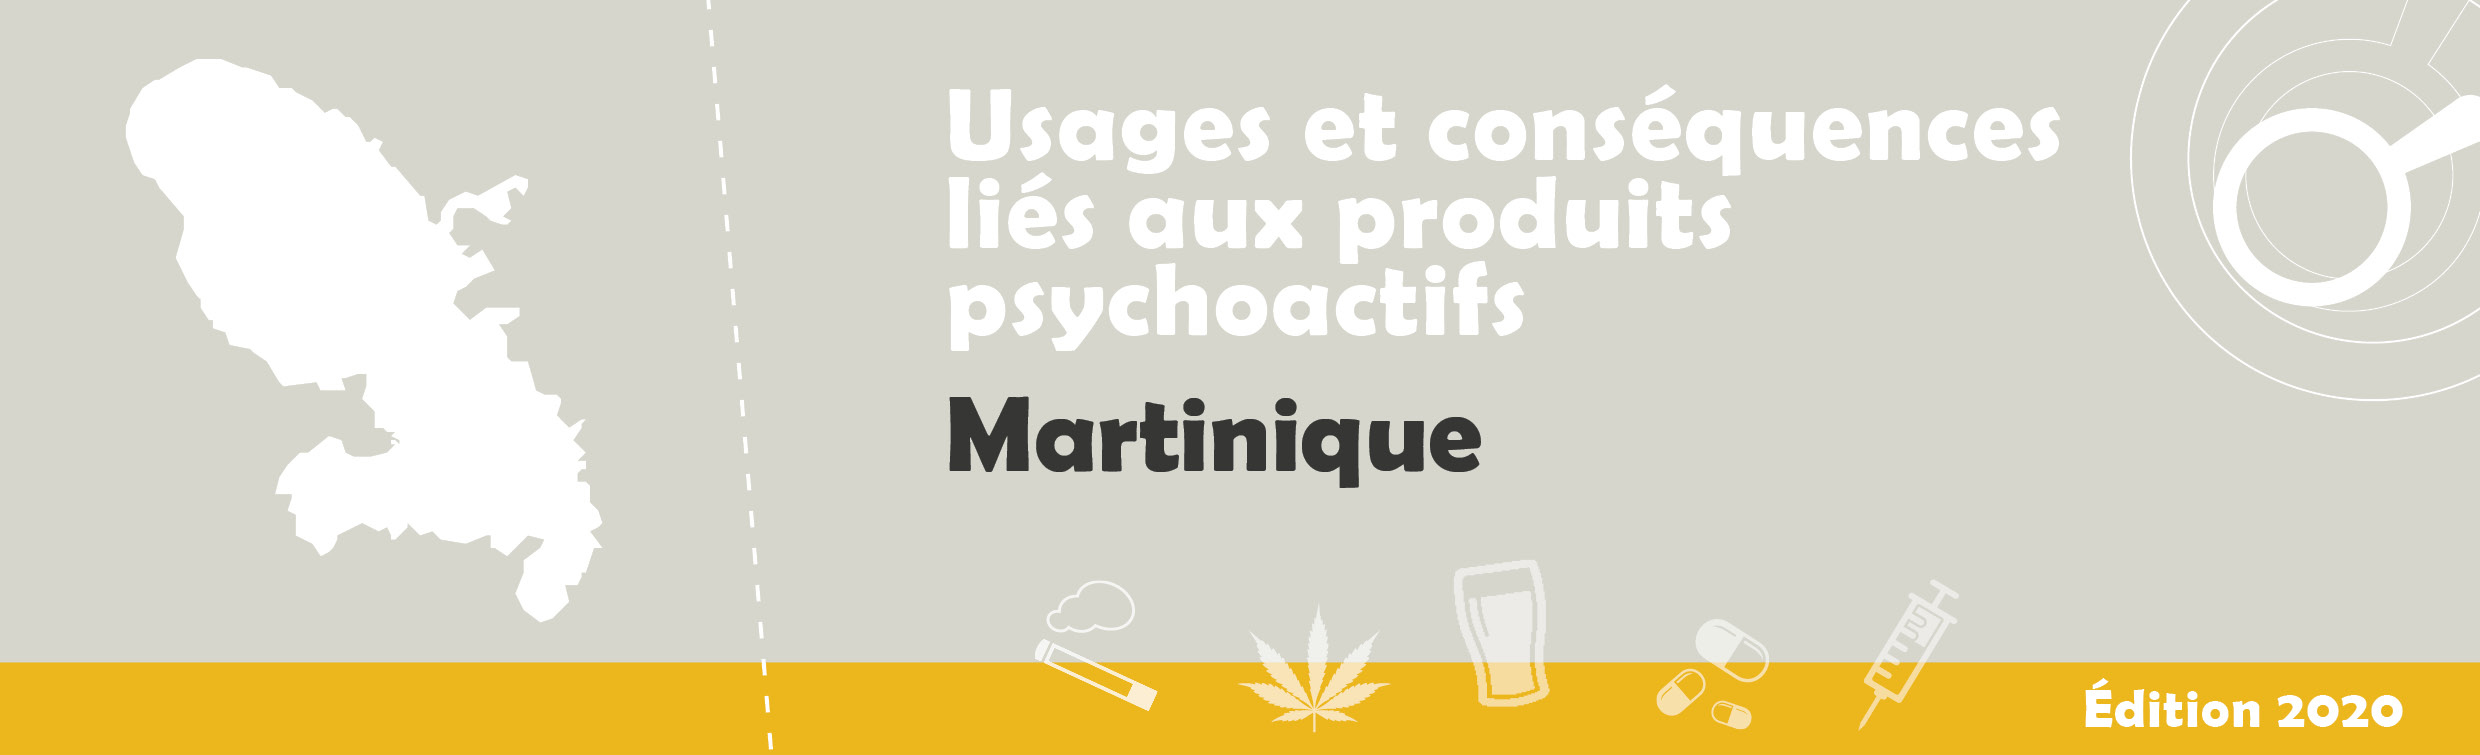 Usages et conséquences
liés aux produits
psychoactifs
Martinique
Édition 2020